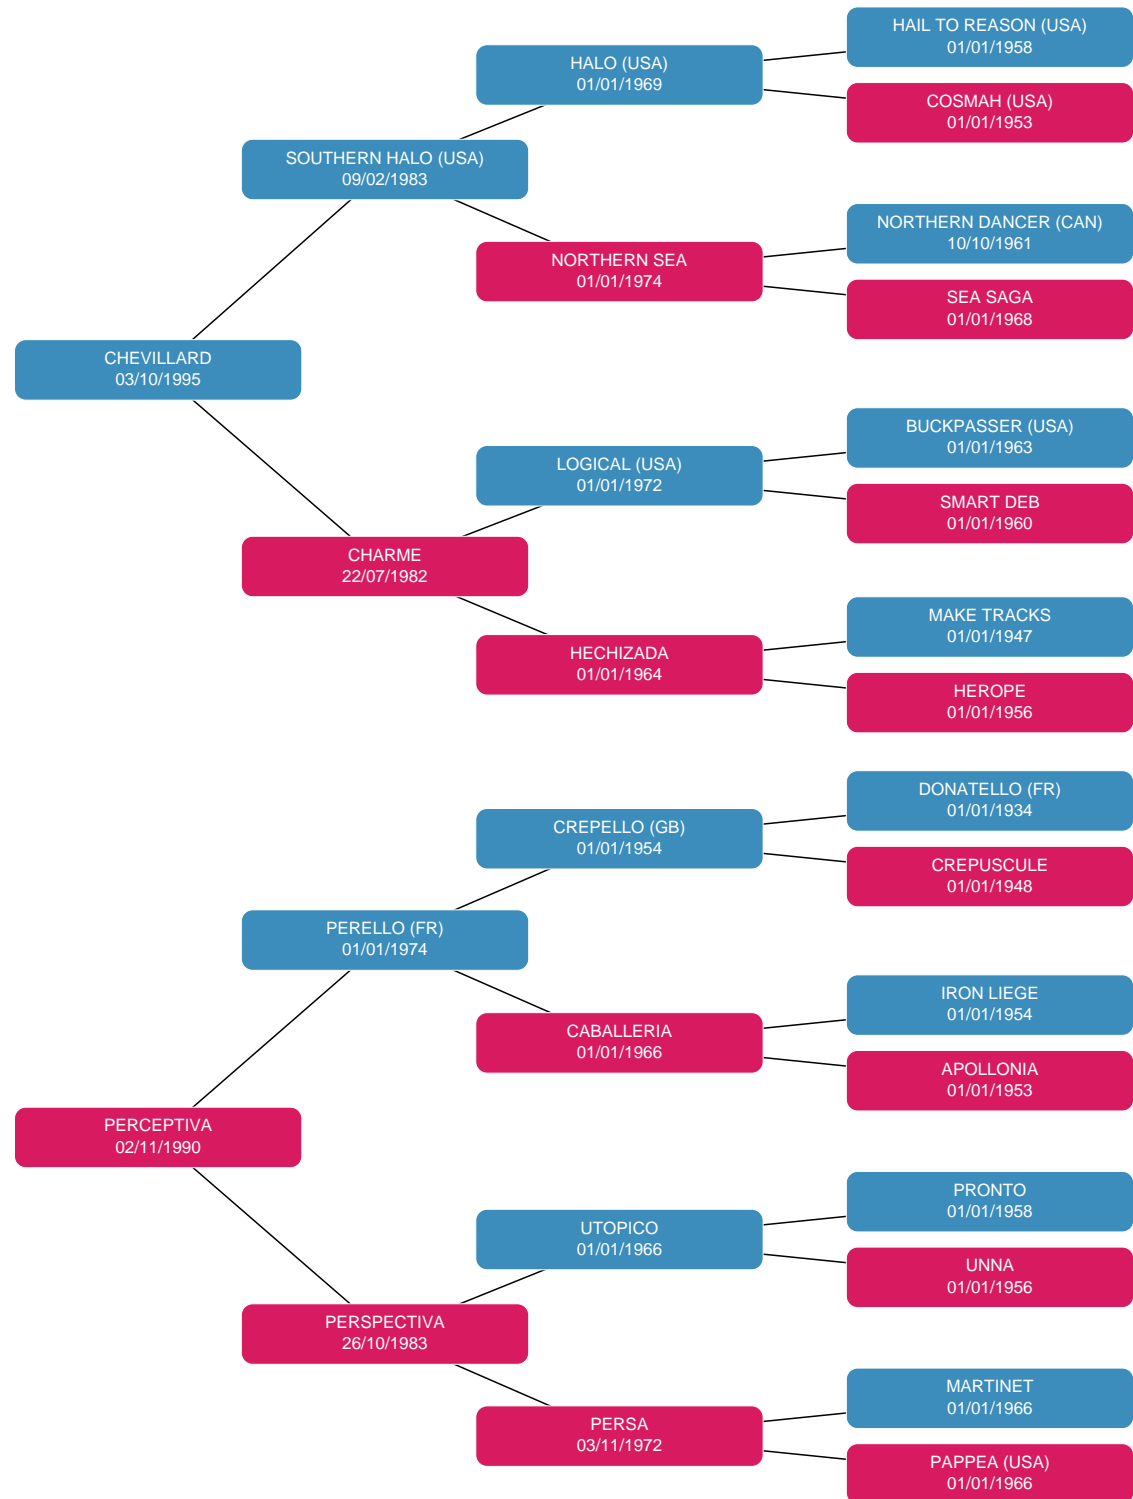 HAIL TO REASON (USA)
01/01/1958
HALO (USA)
01/01/1969
COSMAH (USA)
01/01/1953
SOUTHERN HALO (USA)
09/02/1983
NORTHERN DANCER (CAN)
10/10/1961
NORTHERN SEA
01/01/1974
SEA SAGA
01/01/1968
CHEVILLARD
03/10/1995
BUCKPASSER (USA)
01/01/1963
LOGICAL (USA)
01/01/1972
SMART DEB
01/01/1960
CHARME
22/07/1982
MAKE TRACKS
01/01/1947
HECHIZADA
01/01/1964
HEROPE
01/01/1956
DONATELLO (FR)
01/01/1934
CREPELLO (GB)
01/01/1954
CREPUSCULE
01/01/1948
PERELLO (FR)
01/01/1974
IRON LIEGE
01/01/1954
CABALLERIA
01/01/1966
APOLLONIA
01/01/1953
PERCEPTIVA
02/11/1990
PRONTO
01/01/1958
UTOPICO
01/01/1966
UNNA
01/01/1956
PERSPECTIVA
26/10/1983
MARTINET
01/01/1966
PERSA
03/11/1972
PAPPEA (USA)
01/01/1966